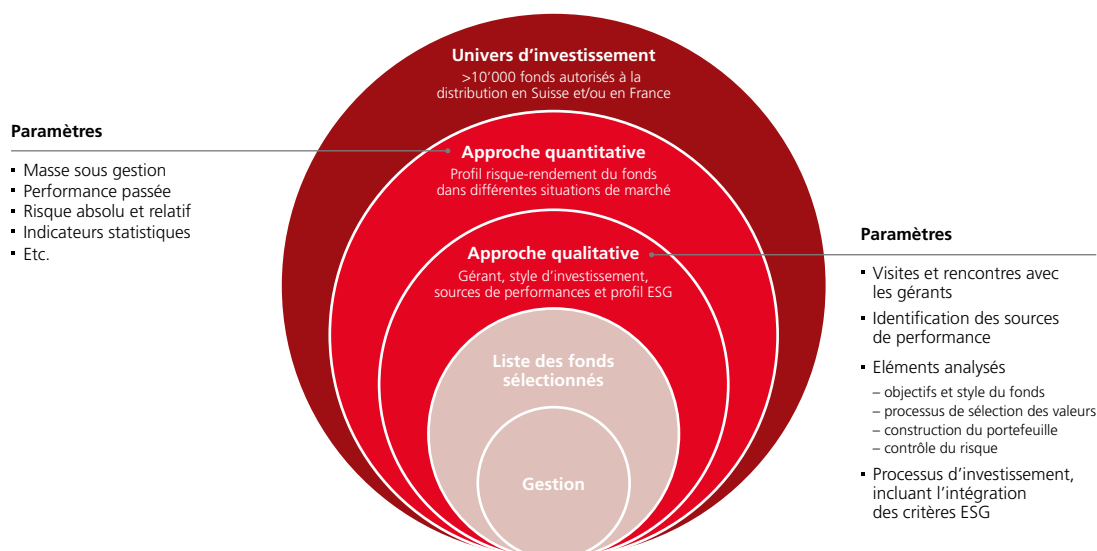 Univers d'investissement
>10'000 fonds autorisés à la
distribution en Suisse et/ou en France
Paramètres
▪ Masse sous gestion
▪ Performance passée
▪ Risque absolu et relatif
▪ Indicateurs statistiques
▪ Etc.
Approche quantitative
Profil risque-rendement du fonds
dans différentes situations de marché
Approche qualitative
Gérant, style d'investissement,
sources de performances et profil ESG
Paramètres
▪ Visites et rencontres avec
les gérants
▪ Identification des sources
de performance
▪ Eléments analysés
– objectifs et style du fonds
– processus de sélection des valeurs
– construction du portefeuille
– contrôle du risque
▪ Processus d'investissement,
incluant l'intégration
des critères ESG
Liste des fonds
sélectionnés
Gestion